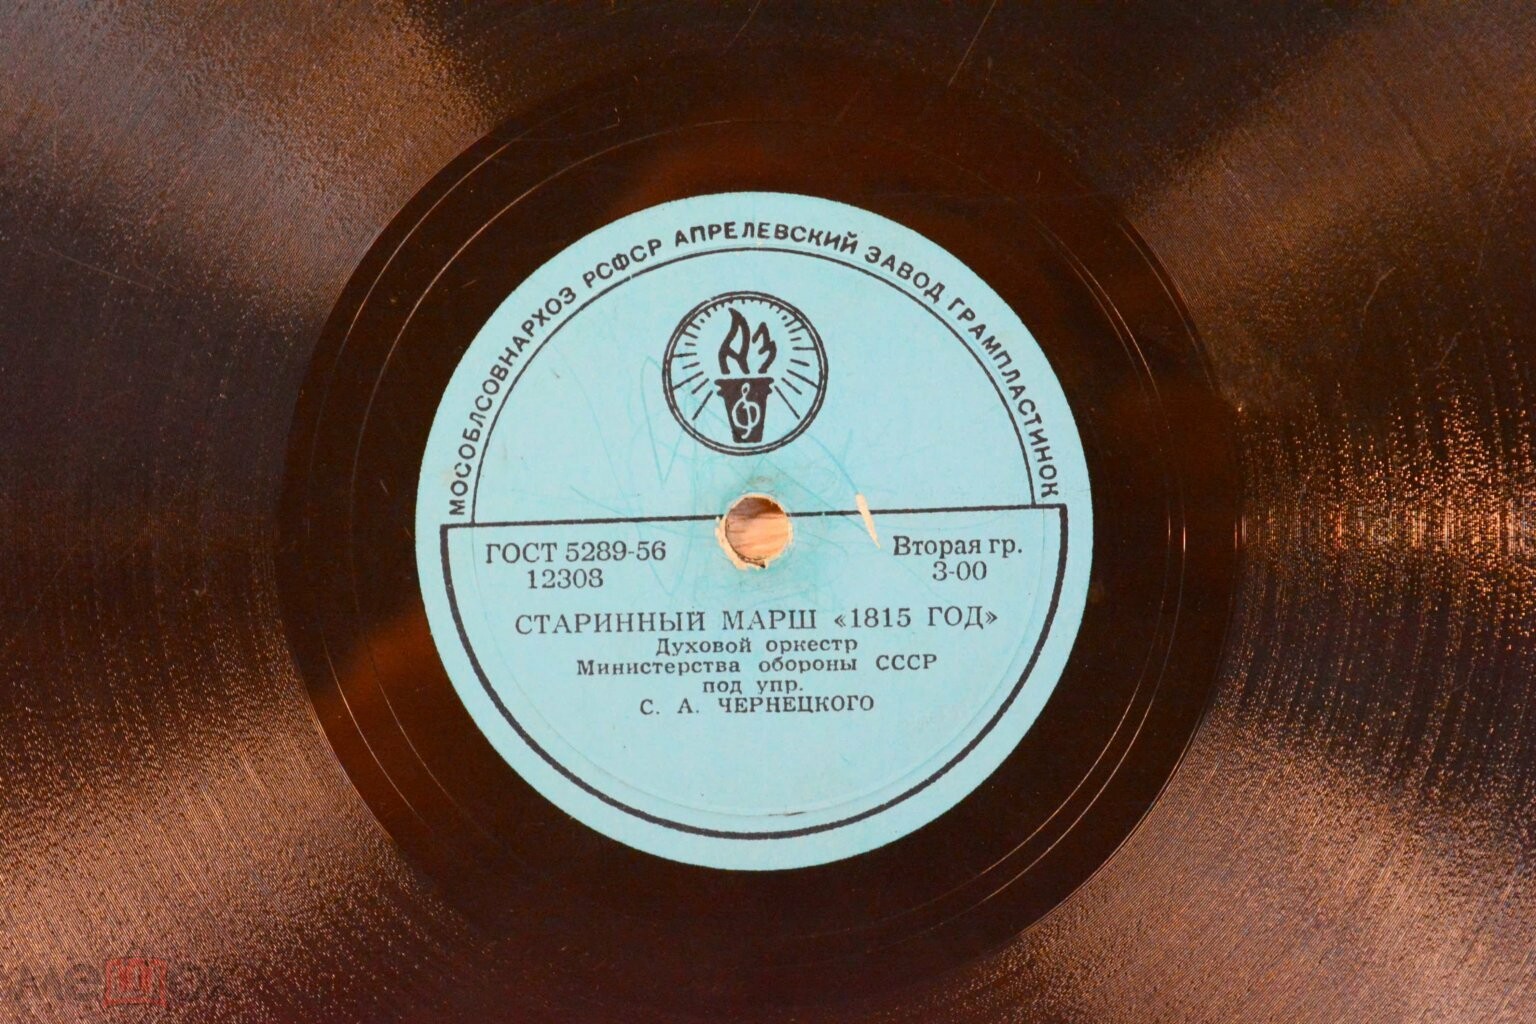 МОСОБЛСОВНАРХОЗ РСФСР АПРЕЛЕВСКИЙ ЗАВОД ГРАМПЛАСТИНОК
АЗ
ГОСТ 5289-56
12308
Вторая гр.
3-00
СТАРИННЫЙ МАРШ «1815 ГОД»
Духовой оркестр
Министерства обороны СССР
под упр.
С. А. ЧЕРНЕЦКОГО